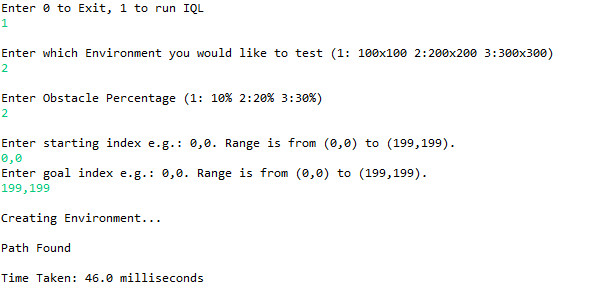 Enter 0 to Exit, 1 to run IQL
1
Enter which Environment you would like to test (1: 100x100 2:200x200 3:300x300)
2
Enter Obstacle Percentage (1: 10% 2:20% 3:30%)
2
Enter starting index e.g.: 0,0. Range is from (0,0) to (199,199).
0,0
Enter goal index e.g.: 0,0. Range is from (0,0) to (199,199).
199,199
Creating Environment...
Path Found
Time Taken: 46.0 milliseconds